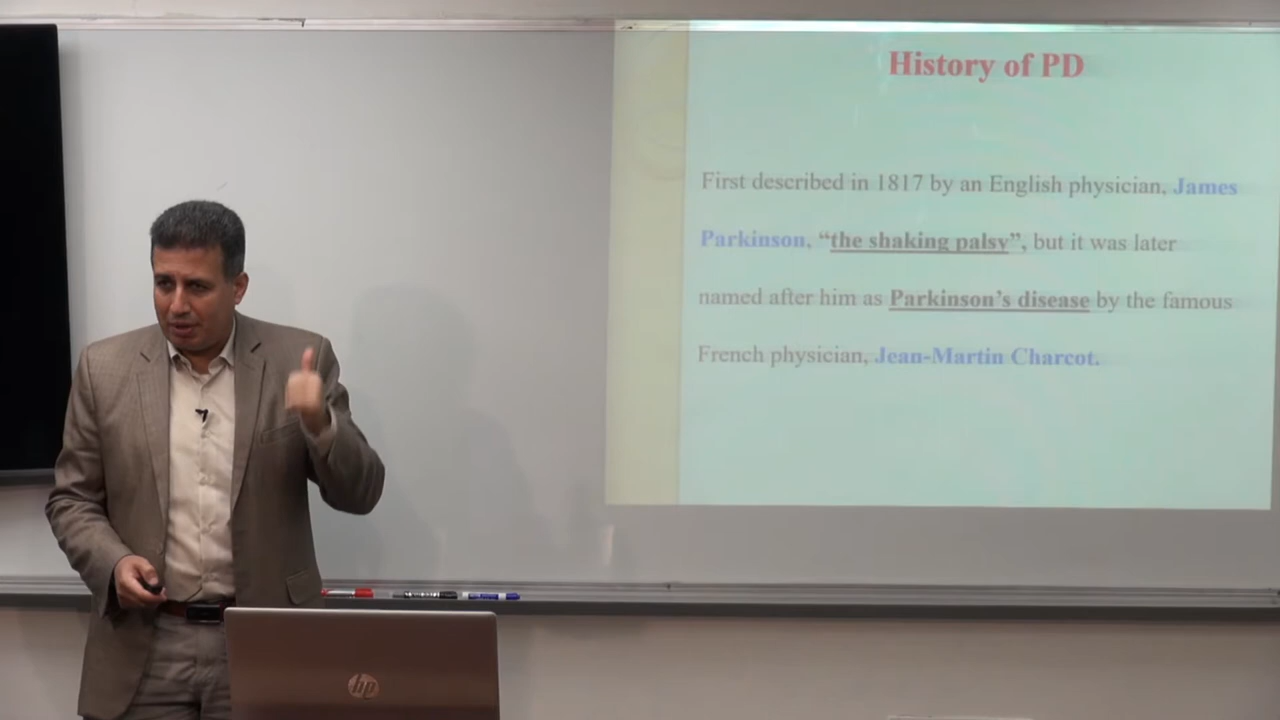 History of PD
First described in 1817 by an English physician, James
Parkinson, “the shaking palsy”, but it was later
named after him as Parkinson’s disease by the famous
French physician, Jean-Martin Charcot.
hp